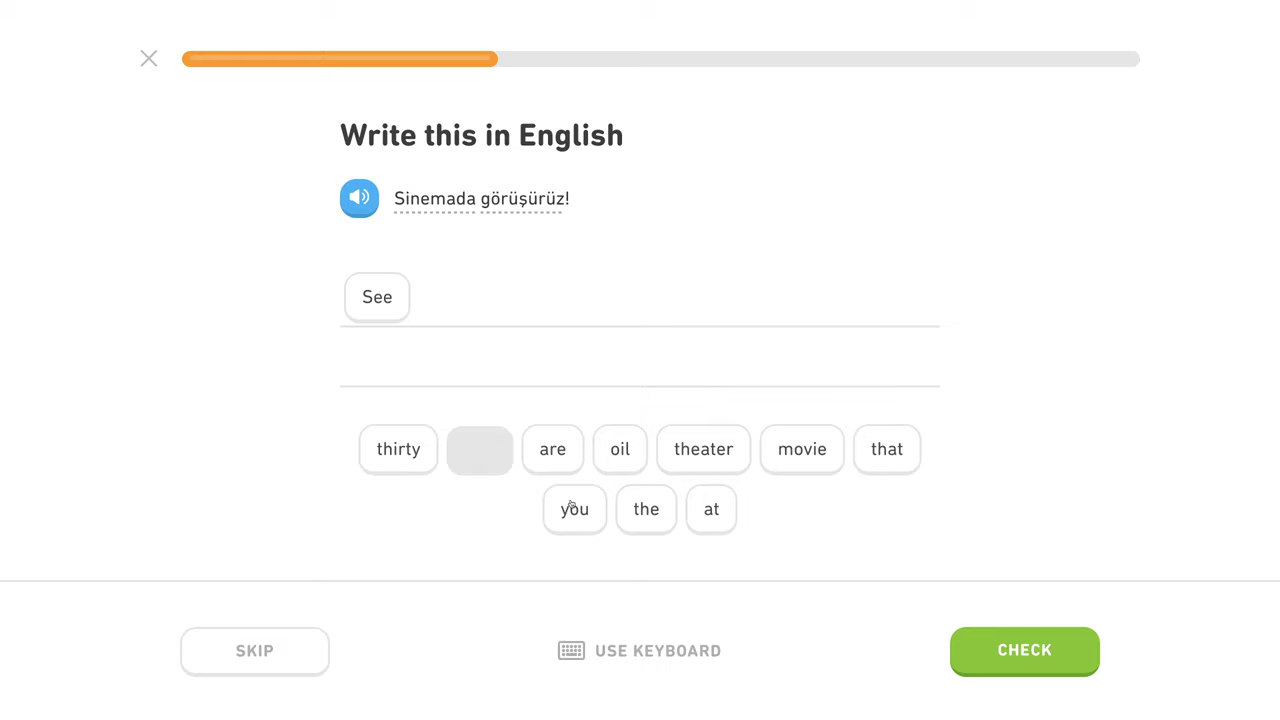 Write this in English
Sinemada görüşürüz!
See
thirty are oil theater movie that
you the at
SKIP USE KEYBOARD CHECK